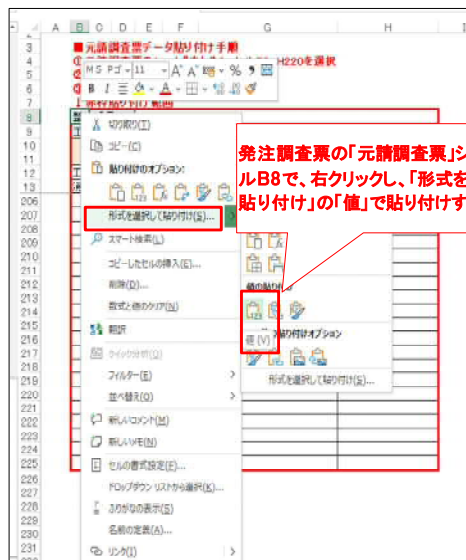 A B C D E F G H
3 ■元請調査票データ貼り付け手順
4 H220を選択
5
6
7
8
9
10
11
12
13
206
207
208
209
210
211
212
213
214
215
216
217
218
219
220
221
222
223
224
225
226
227
228
229
230
231
MS Pゴ 11 A A % 9
B I A
切り取り(T)
コピー(C)
貼り付けのオプション:
形式を選択して貼り付け(S)...
スマート検索(L)
コピーしたセルの挿入(E)...
削除(D)...
数式と値のクリア(N)
翻訳
クイック分析(Q)
フィルター(E)
並べ替え(O)
新しいコメント(M)
新しいメモ(N)
セルの書式設定(F)...
ドロップダウン リストから選択(K)...
ふりがなの表示(S)
名前の定義(A)...
リンク(I)
値 (V)
貼り付けオプション
形式を選択して貼り付け(S)...
発注調査票の「元請調査票」シ
ルB8で、右クリックし、「形式を
貼り付け」の「値」で貼り付けす